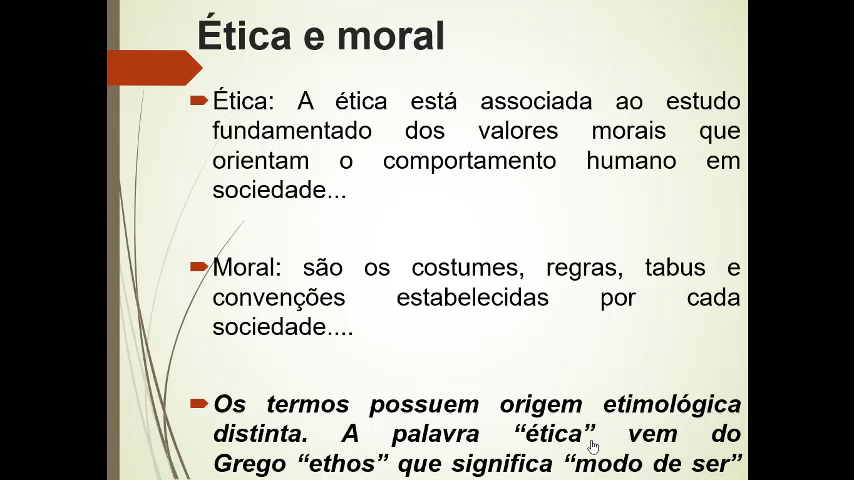 Ética e moral
Ética: A ética está associada ao estudo
fundamentado dos valores morais que
orientam o comportamento humano em
sociedade...
Moral: são os costumes, regras, tabus e
convenções estabelecidas por cada
sociedade....
Os termos possuem origem etimológica
distinta. A palavra “ética” vem do
Grego “ethos” que significa “modo de ser”